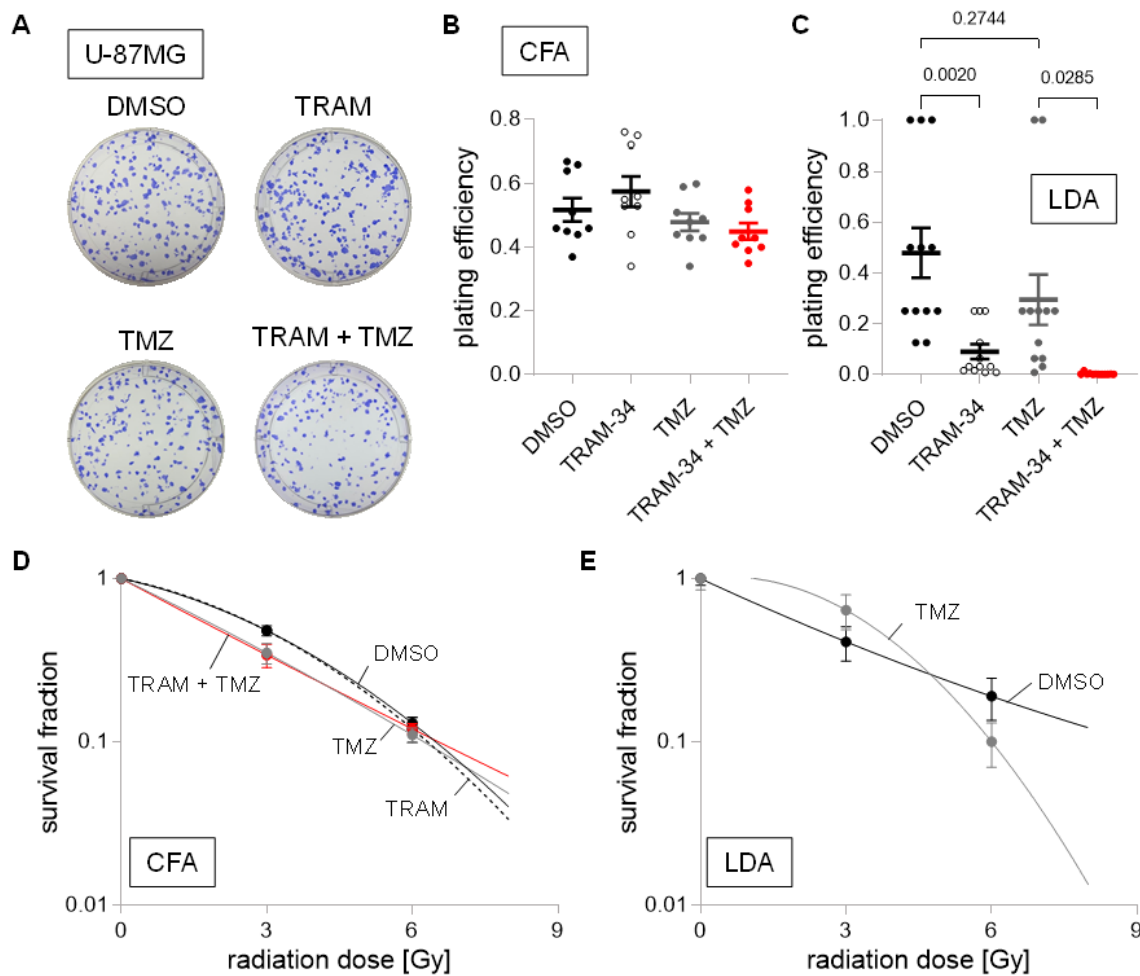 A
U-87MG
DMSO
TRAM
TMZ
TRAM + TMZ
B
CFA
plating efficiency
0.8
0.6
0.4
0.2
0.0
DMSO
TRAM-34
TMZ
TRAM-34 + TMZ
C
0.2744
0.0020
0.0285
LDA
plating efficiency
1.0
0.8
0.6
0.4
0.2
0.0
DMSO
TRAM-34
TMZ
TRAM-34 + TMZ
D
survival fraction
1
0.1
0.01
DMSO
TRAM + TMZ
TMZ
TRAM
CFA
0
3
6
9
radiation dose [Gy]
E
survival fraction
1
0.1
0.01
TMZ
DMSO
LDA
0
3
6
9
radiation dose [Gy]